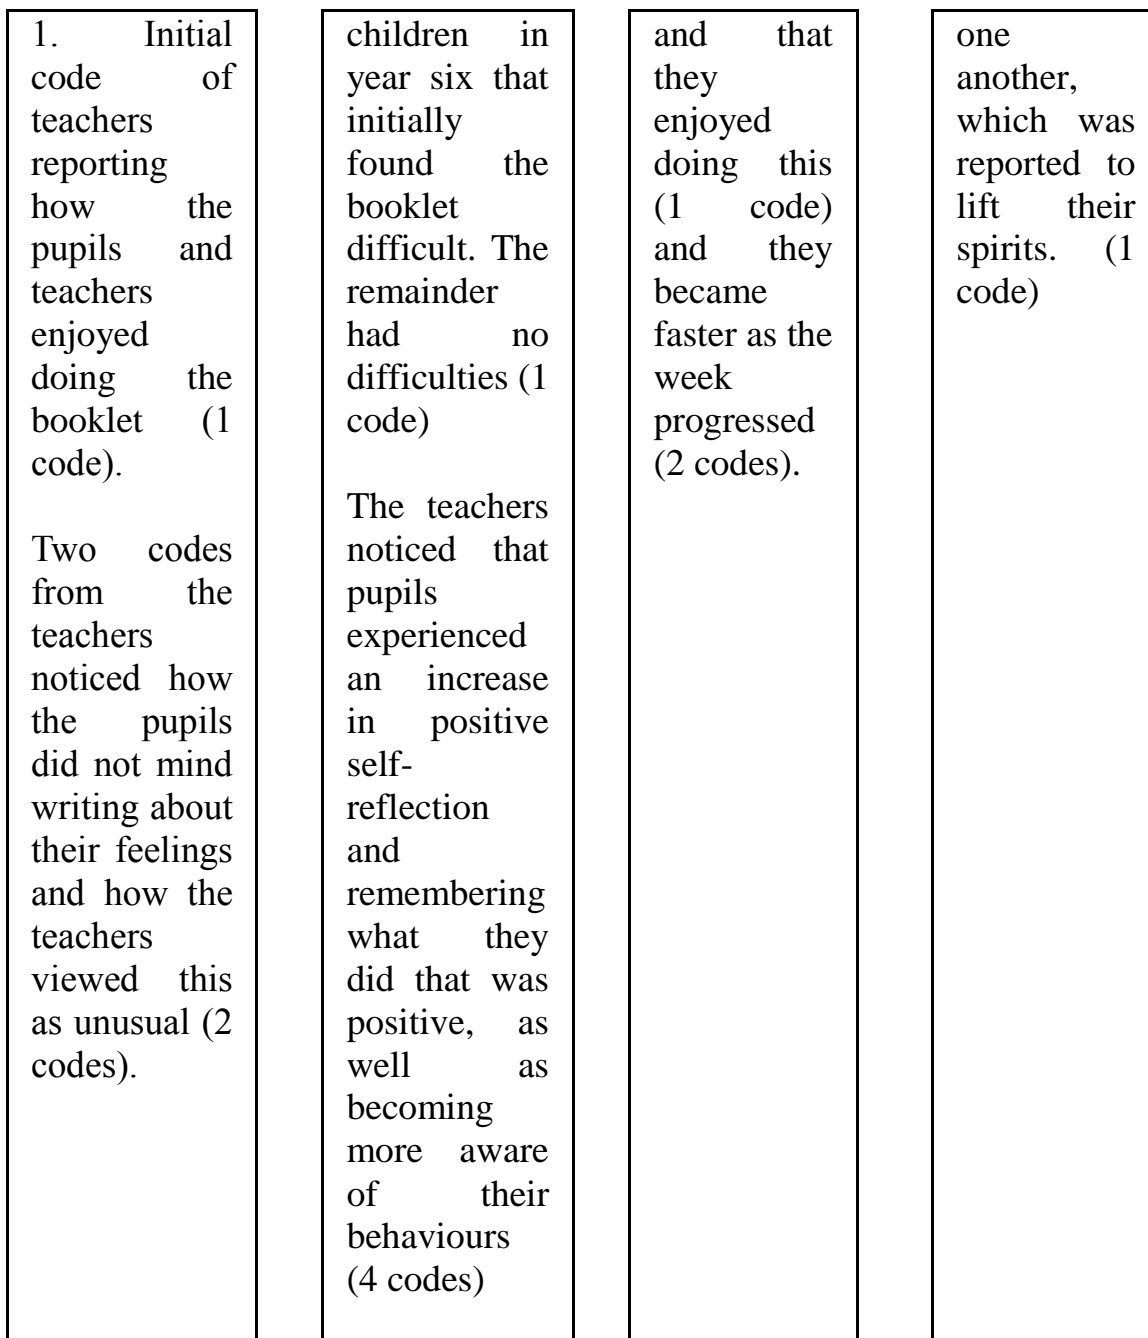 1. Initial
code of
teachers
reporting
how the
pupils and
teachers
enjoyed
doing the
booklet (1
code).
Two codes
from the
teachers
noticed how
the pupils
did not mind
writing about
their feelings
and how the
teachers
viewed this
as unusual (2
codes).
children in
year six that
initially
found the
booklet
difficult. The
remainder
had no
difficulties (1
code)
The teachers
noticed that
pupils
experienced
an increase
in positive
self-
reflection
and
remembering
what they
did that was
positive, as
well as
becoming
more aware
of their
behaviours
(4 codes)
and that
they
enjoyed
doing this
(1 code)
and they
became
faster as the
week
progressed
(2 codes).
one
another,
which was
reported to
lift their
spirits. (1
code)